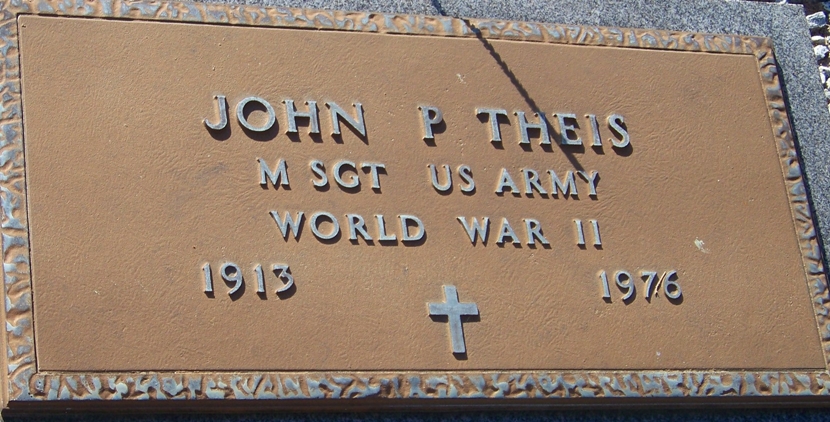 JOHN P THEIS
M SGT US ARMY
WORLD WAR II
1913 1976